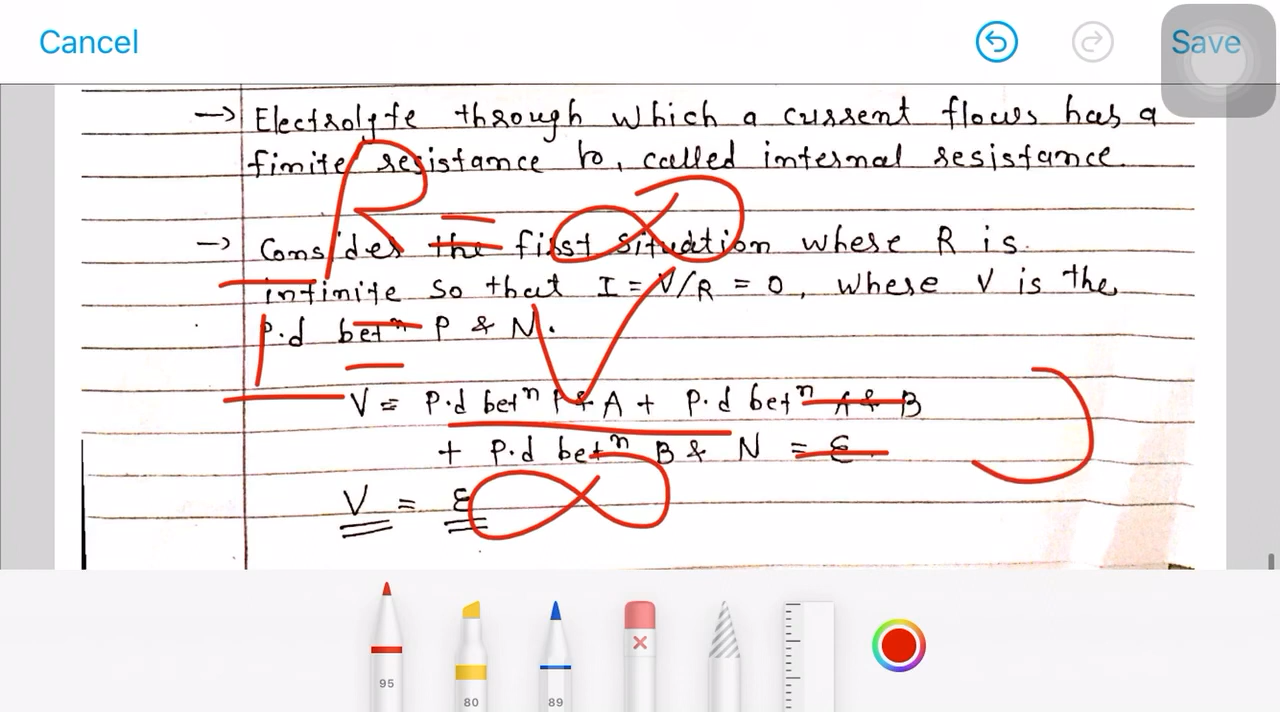 Cancel
Save
→ Electrolyte through which a current flows has a
finite resistance to, called internal resistance.
→ Consider the first situation where R is
infinite so that I = V/R = 0, where V is the
p.d betⁿ P & N.
V = P.d betⁿ P & A + P.d betⁿ A & B
+ P.d betⁿ B & N = ε.
V = ε
R = ∞
I = V
∞
95
80
89